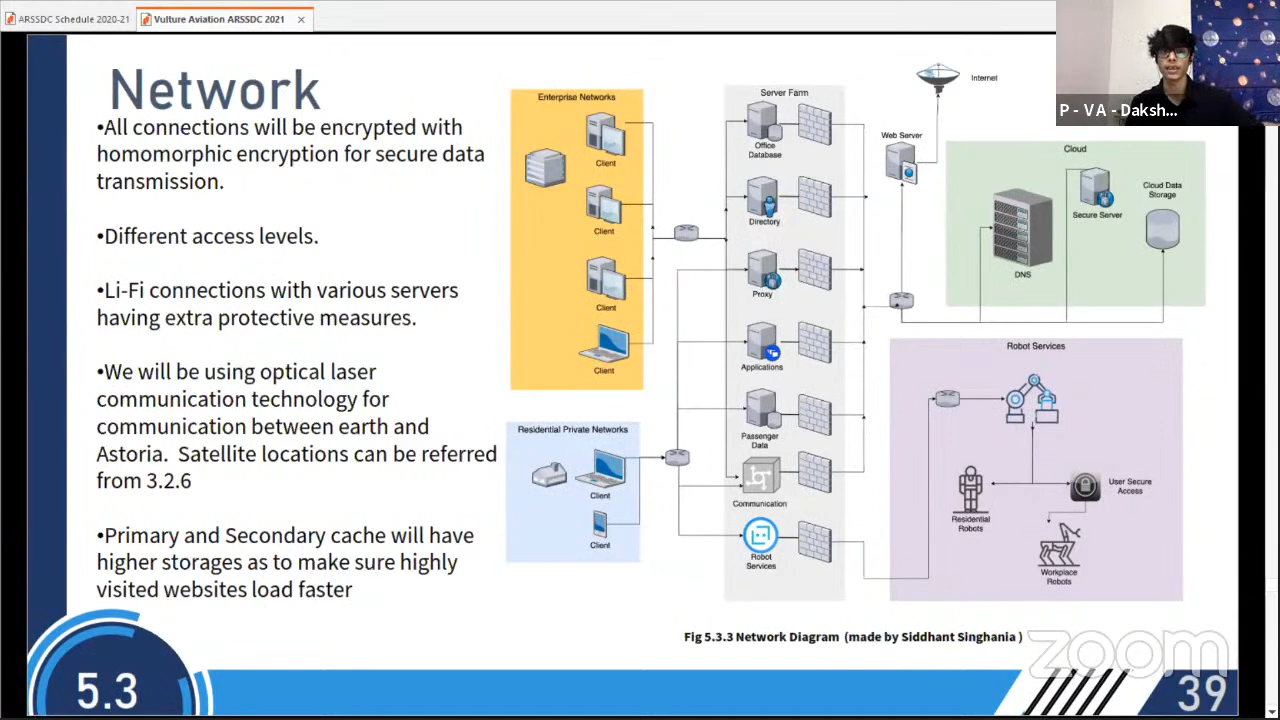 ARSSDC Schedule 2020-21
Vulture Aviation ARSSDC 2021
P - VA - Daksh...
Network
•All connections will be encrypted with
homomorphic encryption for secure data
transmission.
•Different access levels.
•Li-Fi connections with various servers
having extra protective measures.
•We will be using optical laser
communication technology for
communication between earth and
Astoria. Satellite locations can be referred
from 3.2.6
•Primary and Secondary cache will have
higher storages as to make sure highly
visited websites load faster
Enterprise Networks
Client
Client
Client
Client
Residential Private Networks
Client
Client
Server Farm
Office
Database
Directory
Proxy
Applications
Passenger
Data
Communication
Robot
Services
Internet
Web Server
Cloud
DNS
Secure Server
Cloud Data
Storage
Robot Services
Residential
Robots
User Secure
Access
Workplace
Robots
Fig 5.3.3 Network Diagram (made by Siddhant Singhania )
zoom
5.3
39